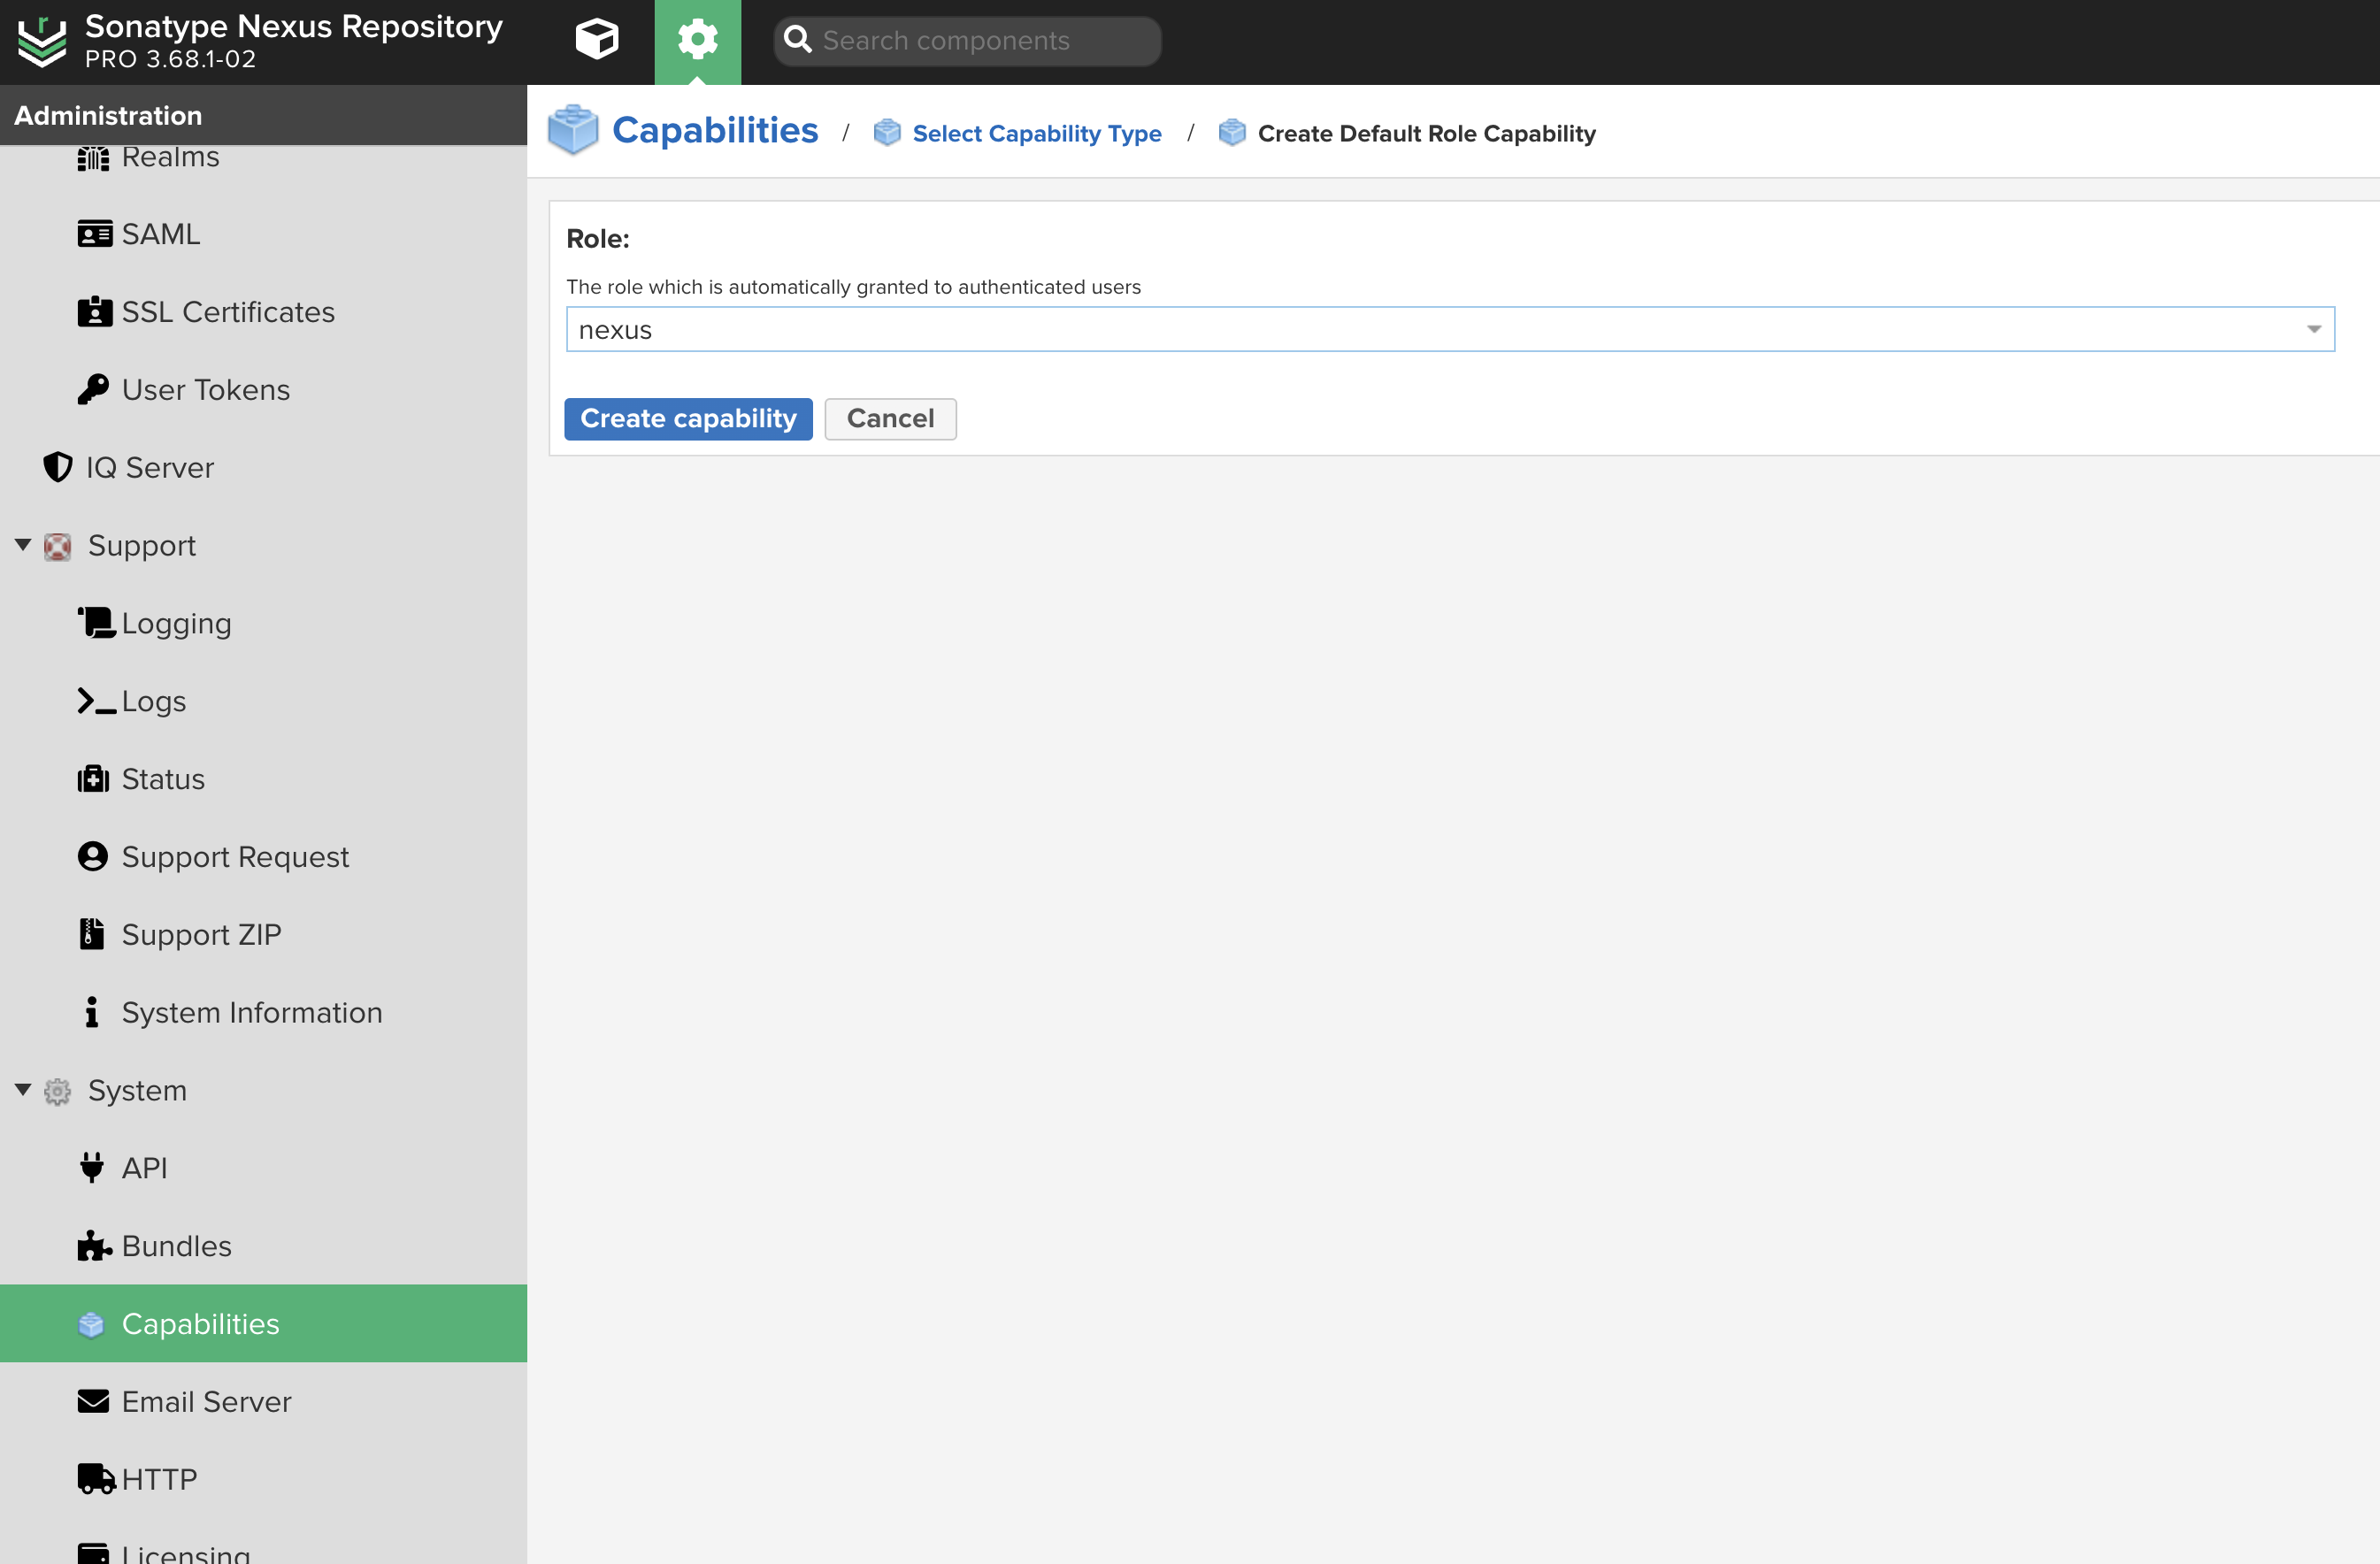 Sonatype Nexus Repository
PRO 3.68.1-02
Search components
Administration
Realms
SAML
SSL Certificates
User Tokens
IQ Server
Support
Logging
Logs
Status
Support Request
Support ZIP
System Information
System
API
Bundles
Capabilities
Email Server
HTTP
Licensing
Capabilities / Select Capability Type / Create Default Role Capability
Role:
The role which is automatically granted to authenticated users
nexus
Create capability Cancel